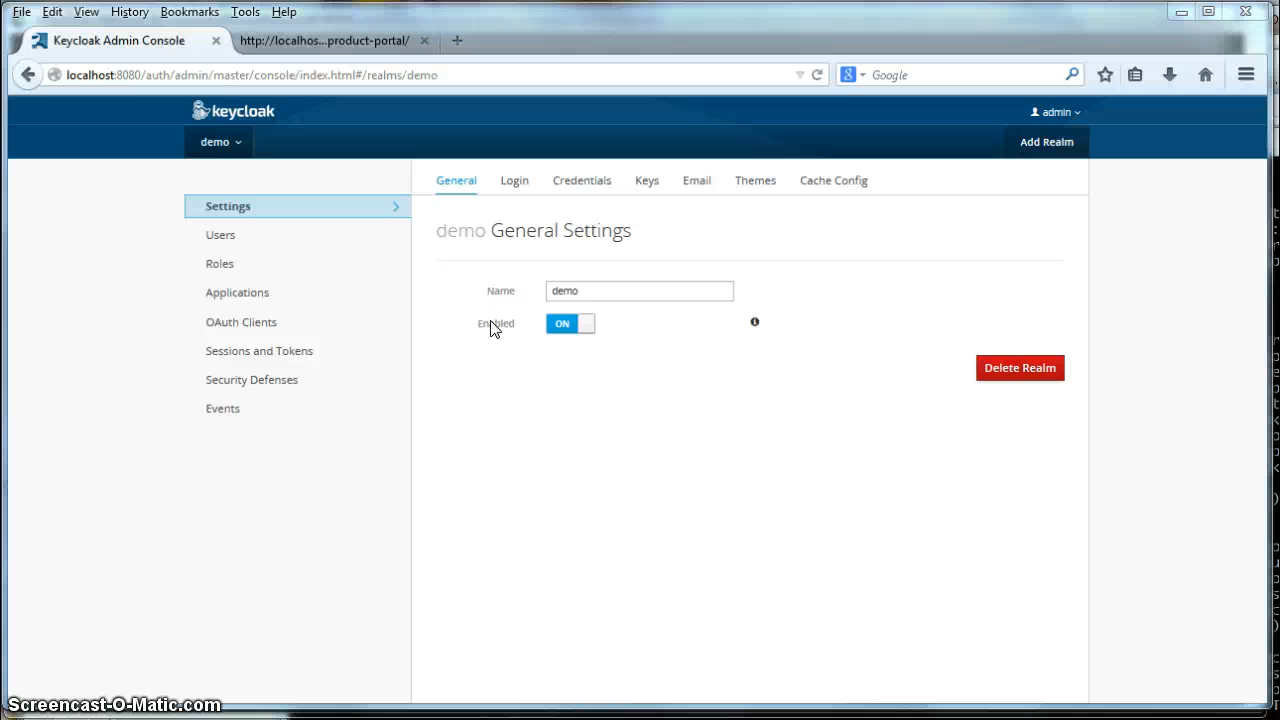 File Edit View History Bookmarks Tools Help
Keycloak Admin Console
http://localhos...product-portal/
localhost:8080/auth/admin/master/console/index.html#/realms/demo
Google
keycloak
admin
demo
Add Realm
General Login Credentials Keys Email Themes Cache Config
Settings
Users
Roles
Applications
OAuth Clients
Sessions and Tokens
Security Defenses
Events
demo General Settings
Name demo
Enabled ON
Delete Realm
Screencast-O-Matic.com